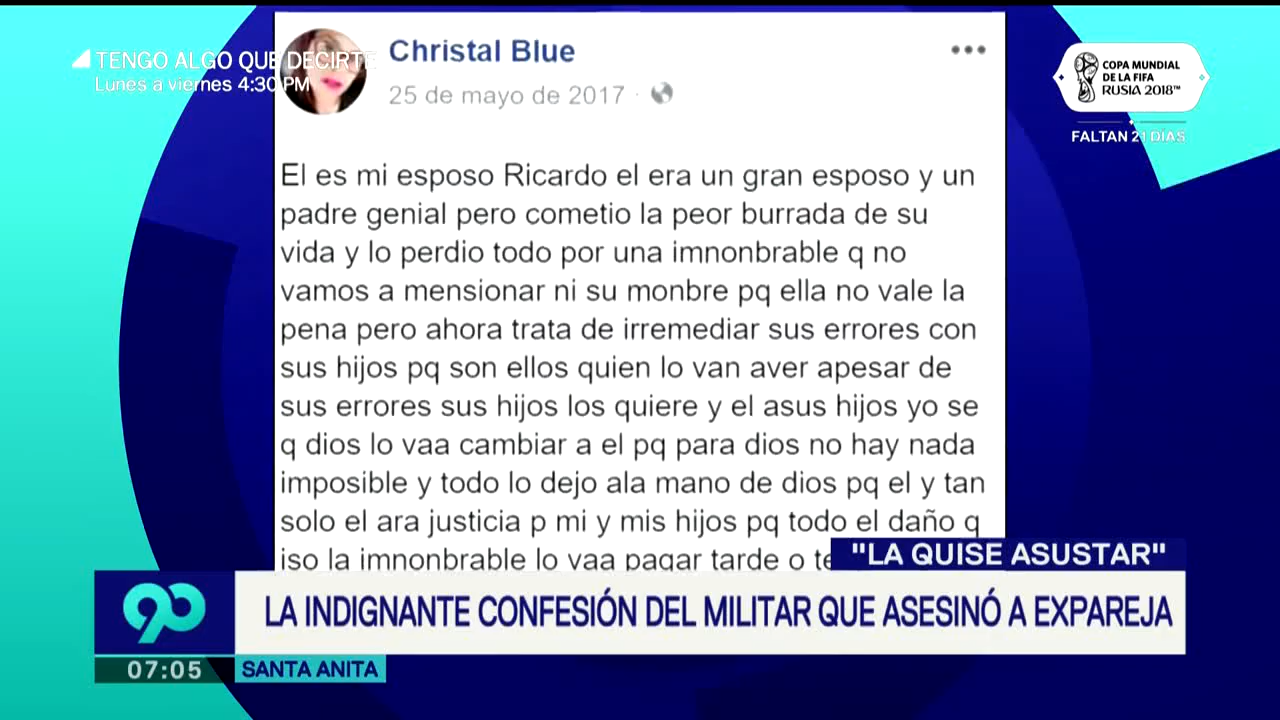 TENGO ALGO QUE DECIRTE
Lunes a viernes 4:30 PM
Christal Blue
25 de mayo de 2017
COPA MUNDIAL
DE LA FIFA
RUSIA 2018™
FALTAN 21 DÍAS
El es mi esposo Ricardo el era un gran esposo y un
padre genial pero cometio la peor burrada de su
vida y lo perdio todo por una imnonbrable q no
vamos a mensionar ni su monbre pq ella no vale la
pena pero ahora trata de irremediar sus errores con
sus hijos pq son ellos quien lo van aver apesar de
sus errores sus hijos los quiere y el asus hijos yo se
q dios lo vaa cambiar a el pq para dios no hay nada
imposible y todo lo dejo ala mano de dios pq el y tan
solo el ara justicia p mi y mis hijos pq todo el daño q
iso la imnonbrable lo vaa pagar tarde o
"LA QUISE ASUSTAR"
90
LA INDIGNANTE CONFESIÓN DEL MILITAR QUE ASESINÓ A EXPAREJA
07:05
SANTA ANITA